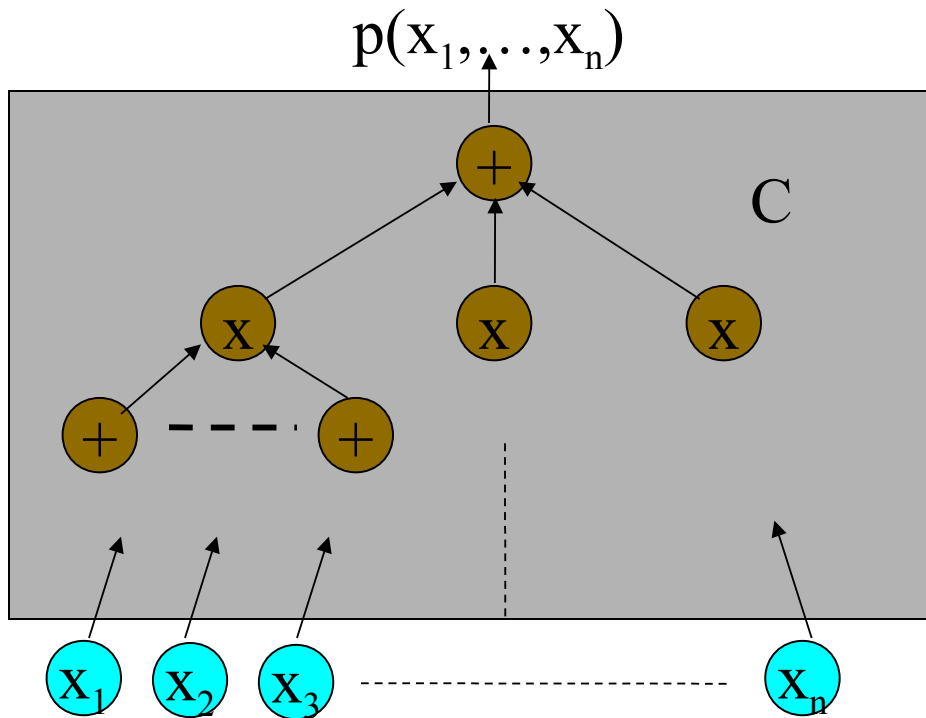 p(x₁,…,xₙ)
+
C
x x x
+ +
x₁ x₂ x₃ xₙ